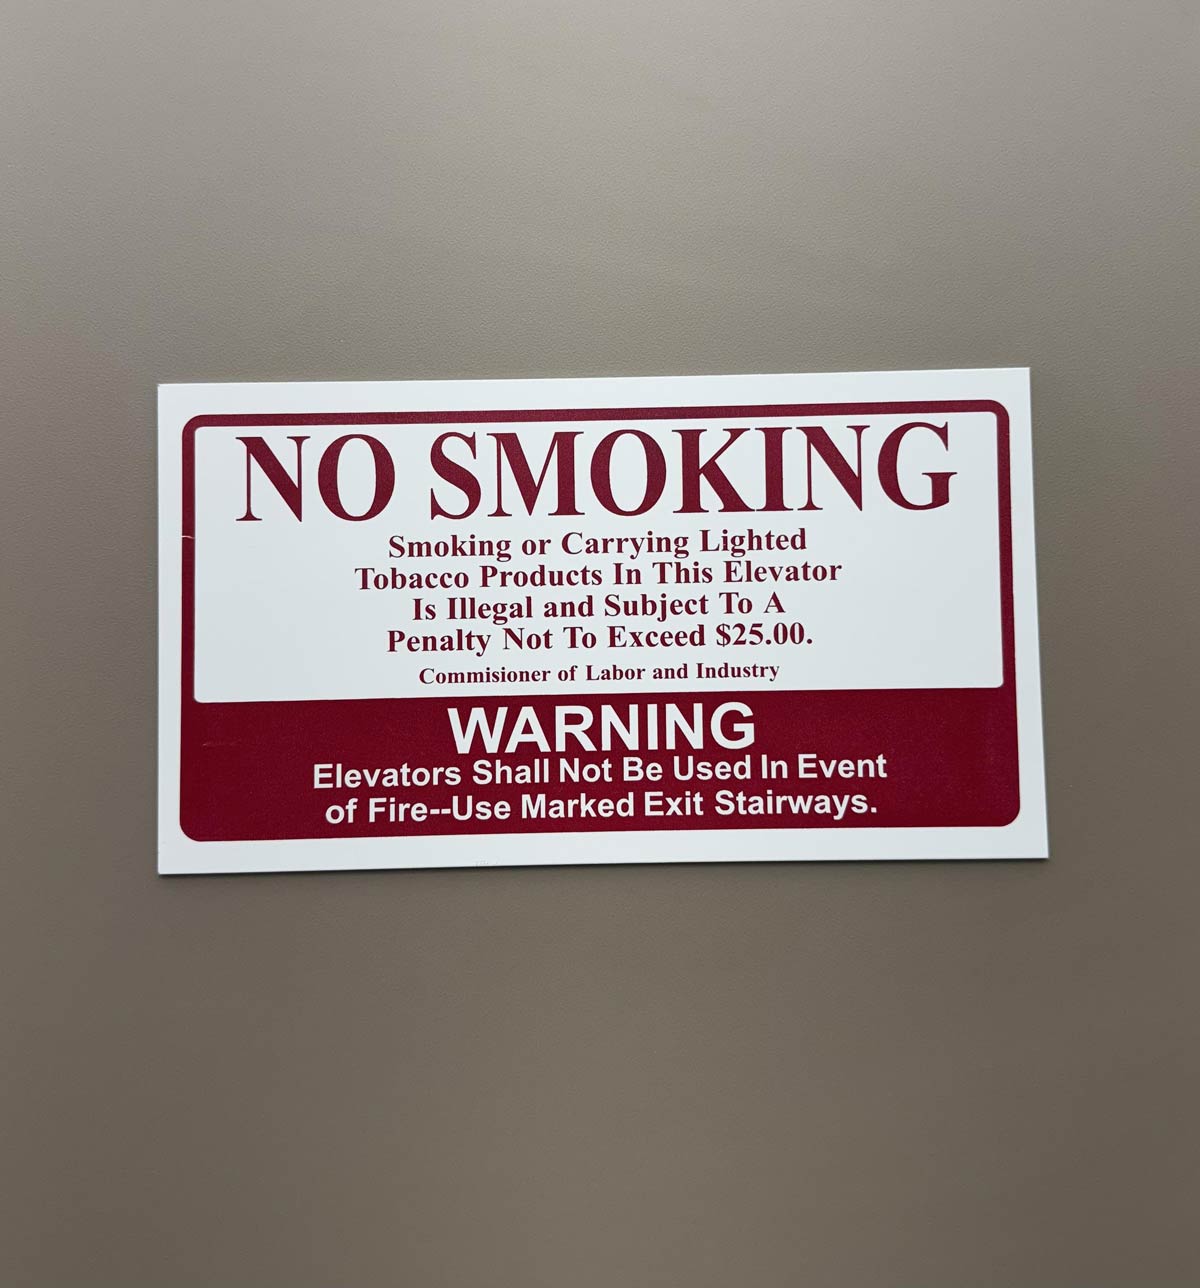 NO SMOKING
Smoking or Carrying Lighted
Tobacco Products In This Elevator
Is Illegal and Subject To A
Penalty Not To Exceed $25.00.
Commisioner of Labor and Industry
WARNING
Elevators Shall Not Be Used In Event
of Fire--Use Marked Exit Stairways.